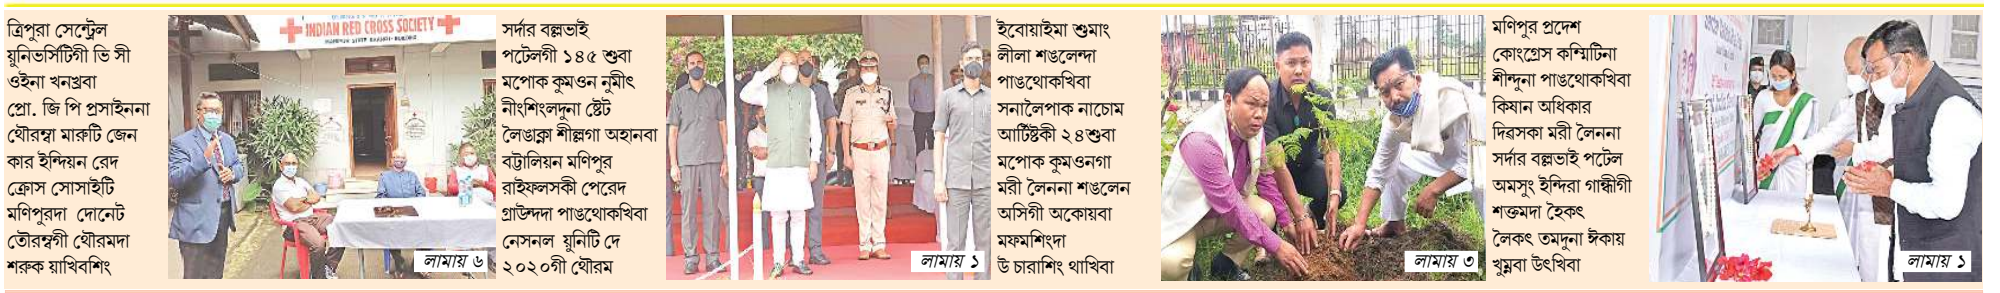 ত্রিপুরা সেন্ট্রেল
য়ুনিভর্সিটিগী ভি সী
ওইনা খনখ্রবা
প্রো. জি পি প্রসাইননা
থৌরম্বা মারুটি জেন
কার ইন্দিয়ন রেদ
ক্রোস সোসাইটি
মণিপুরদা দোনেট
তৌরম্বগী থৌরমদা
শরুক য়াখিবশিং
INDIAN RED CROSS SOCIETY
লামায় ৬
সর্দার বল্লভাই
পটেলগী ১৪৫ শুবা
মপোক কুমওন নুমীৎ
নীংশিংলদুনা ষ্টেট
লৈঙাক্না শীল্লগা অহানবা
বট্টালিয়ন মণিপুর
রাইফলসকী পেরেদ
গ্রাউন্দদা পাঙথোকখিবা
নেসনল য়ুনিটি দে
২০২০গী থৌরম
লামায় ১
ইবোয়াইমা শুমাং
লীলা শঙলেন্দা
পাঙথোকখিবা
সনালৈপাক নাচোম
আর্টিষ্টকী ২৪শুবা
মপোক কুমওনগা
মরী লৈননা শঙলেন
অসিগী অকোয়বা
মফমশিংদা
উ চারাশিং থাখিবা
লামায় ৩
মণিপুর প্রদেশ
কোংগ্রেস কম্মিটিনা
শীন্দুনা পাঙথোকখিবা
কিষান অধিকার
দিৱসকা মরী লৈননা
সর্দার বল্লভাই পটেল
অমসুং ইন্দিরা গান্ধীগী
শক্তমদা হৈকৎ
লৈকৎ তমদুনা ঈকায়
খুম্নবা উৎখিবা
লামায় ১